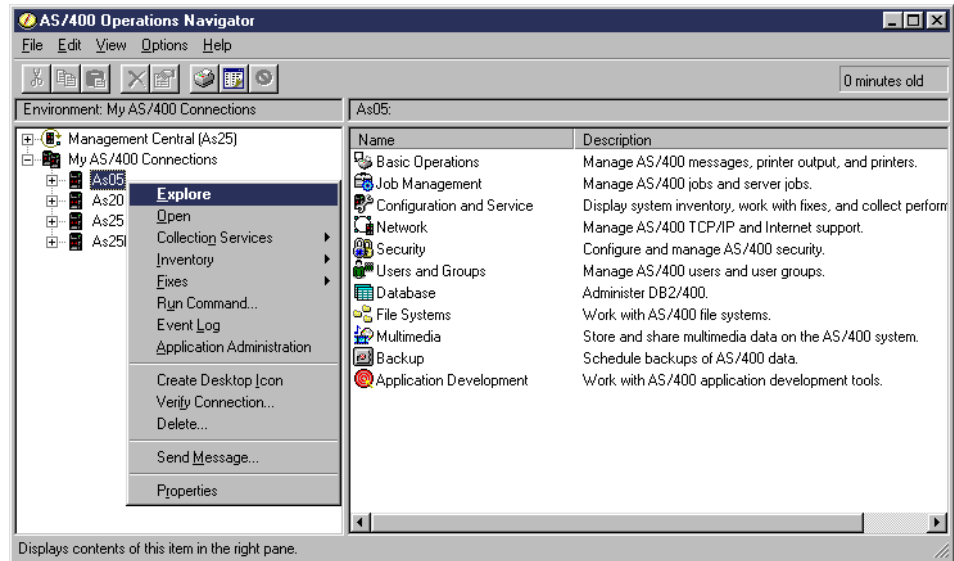 AS/400 Operations Navigator
File Edit View Options Help
0 minutes old
Environment: My AS/400 Connections
As05:
Management Central (As25)
My AS/400 Connections
As05
As20
As25
As25
Explore
Open
Collection Services
Inventory
Fixes
Run Command...
Event Log
Application Administration
Create Desktop Icon
Verify Connection...
Delete...
Send Message...
Properties
Name Description
Basic Operations Manage AS/400 messages, printer output, and printers.
Job Management Manage AS/400 jobs and server jobs.
Configuration and Service Display system inventory, work with fixes, and collect perform
Network Manage AS/400 TCP/IP and Internet support.
Security Configure and manage AS/400 security.
Users and Groups Manage AS/400 users and user groups.
Database Administer DB2/400.
File Systems Work with AS/400 file systems.
Multimedia Store and share multimedia data on the AS/400 system.
Backup Schedule backups of AS/400 data.
Application Development Work with AS/400 application development tools.
Displays contents of this item in the right pane.